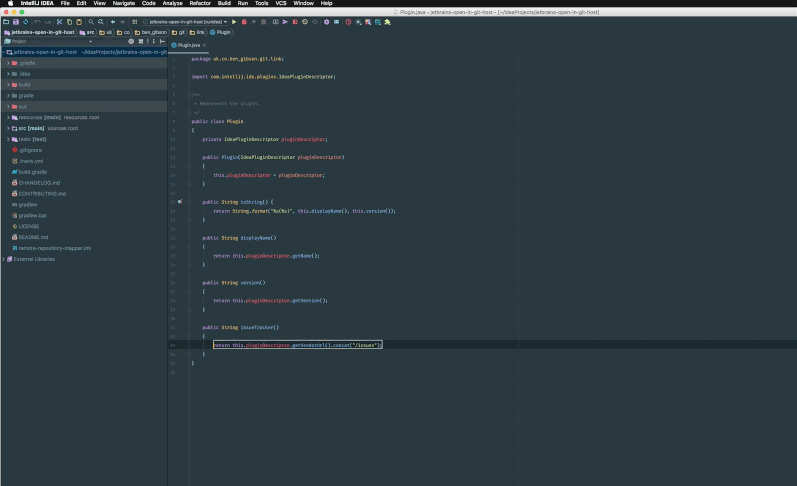 IntelliJ IDEA File Edit View Navigate Code Analyze Refactor Build Run Tools VCS Window Help
Plugin.java - jetbrains-open-in-git-host - [~/IdeaProjects/jetbrains-open-in-git-host]
jetbrains-open-in-git-host [runIde]
jetbrains-open-in-git-host src uk co ben_gibson git link Plugin
Project
Plugin.java
jetbrains-open-in-git-host ~/IdeaProjects/jetbrains-open-in-git
.gradle
.idea
build
gradle
out
resources [main] resources root
src [main] sources root
tests [test]
.gitignore
.travis.yml
build.gradle
CHANGELOG.md
CONTRIBUTING.md
gradlew
gradlew.bat
LICENSE
README.md
remote-repository-mapper.iml
External Libraries
package uk.co.ben_gibson.git.link;
import com.intellij.ide.plugins.IdeaPluginDescriptor;
/**
* Represents the plugin.
*/
public class Plugin
{
private IdeaPluginDescriptor pluginDescriptor;
public Plugin(IdeaPluginDescriptor pluginDescriptor)
{
this.pluginDescriptor = pluginDescriptor;
}
public String toString() {
return String.format("%s(%s)", this.displayName(), this.version());
}
public String displayName()
{
return this.pluginDescriptor.getName();
}
public String version()
{
return this.pluginDescriptor.getVersion();
}
public String issueTracker()
{
return this.pluginDescriptor.getVendorUrl().concat("/issues");
}
}